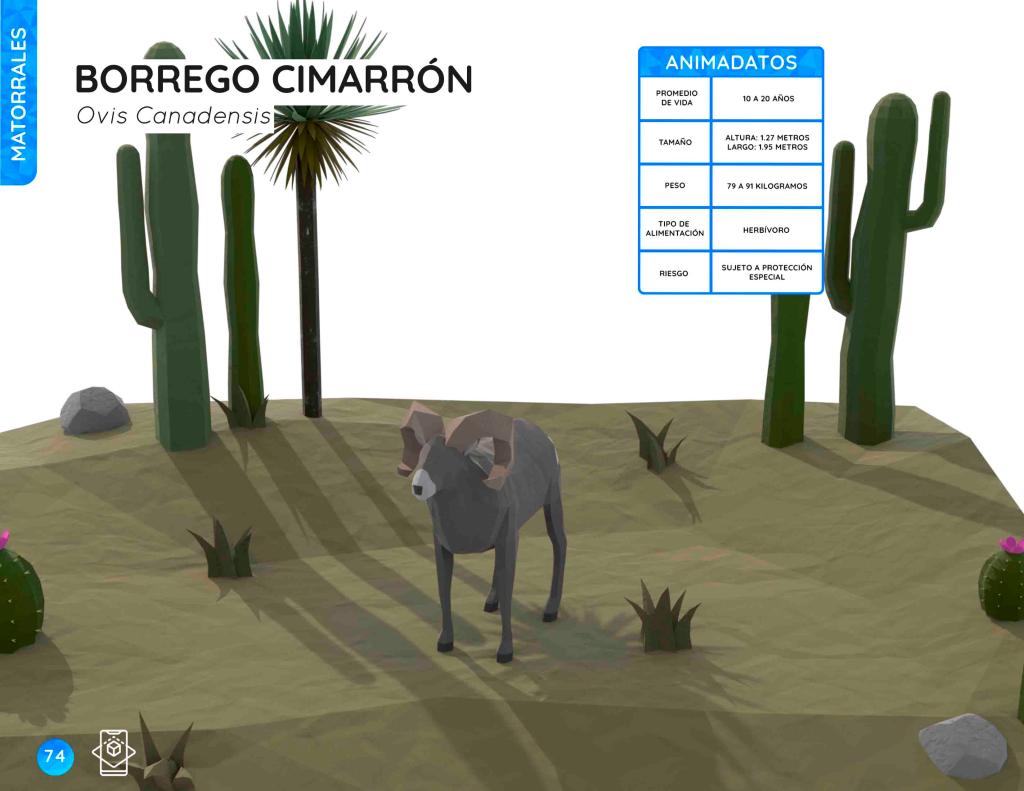 MATORRALES
BORREGO CIMARRÓN
Ovis Canadensis
ANIMADATOS
PROMEDIO
DE VIDA
10 A 20 AÑOS
TAMAÑO
ALTURA: 1.27 METROS
LARGO: 1.95 METROS
PESO
79 A 91 KILOGRAMOS
TIPO DE
ALIMENTACIÓN
HERBÍVORO
RIESGO
SUJETO A PROTECCIÓN
ESPECIAL
74